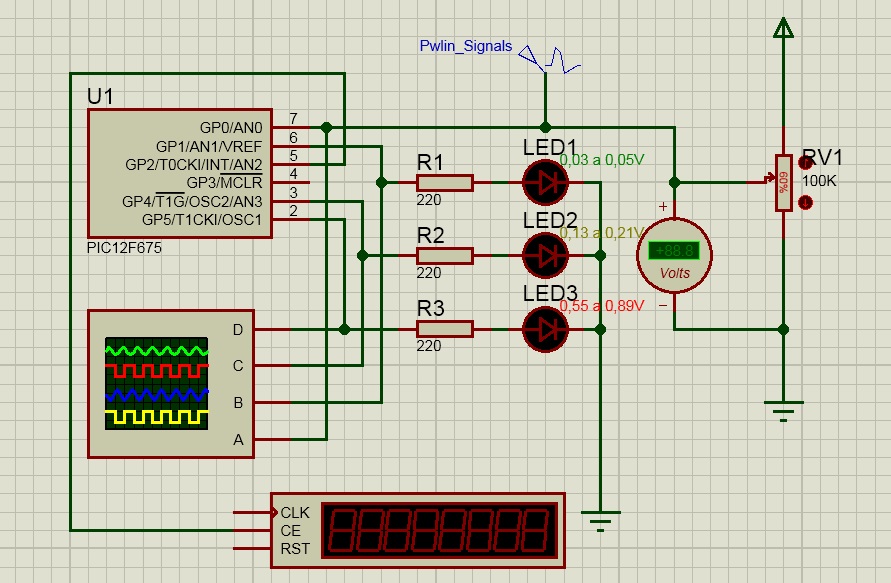 Pwlin_Signals
U1
GP0/AN0 7
GP1/AN1/VREF 6
GP2/T0CKI/INT/AN2 5
GP3/MCLR 4
GP4/T1G/OSC2/AN3 3
GP5/T1CKI/OSC1 2
PIC12F675
R1
220
LED1
0,03 a 0,05V
R2
220
LED2
0,13 a 0,21V
R3
220
LED3
0,55 a 0,89V
+
+88.8
Volts
−
RV1
100K
60%
D
C
B
A
CLK
CE
RST